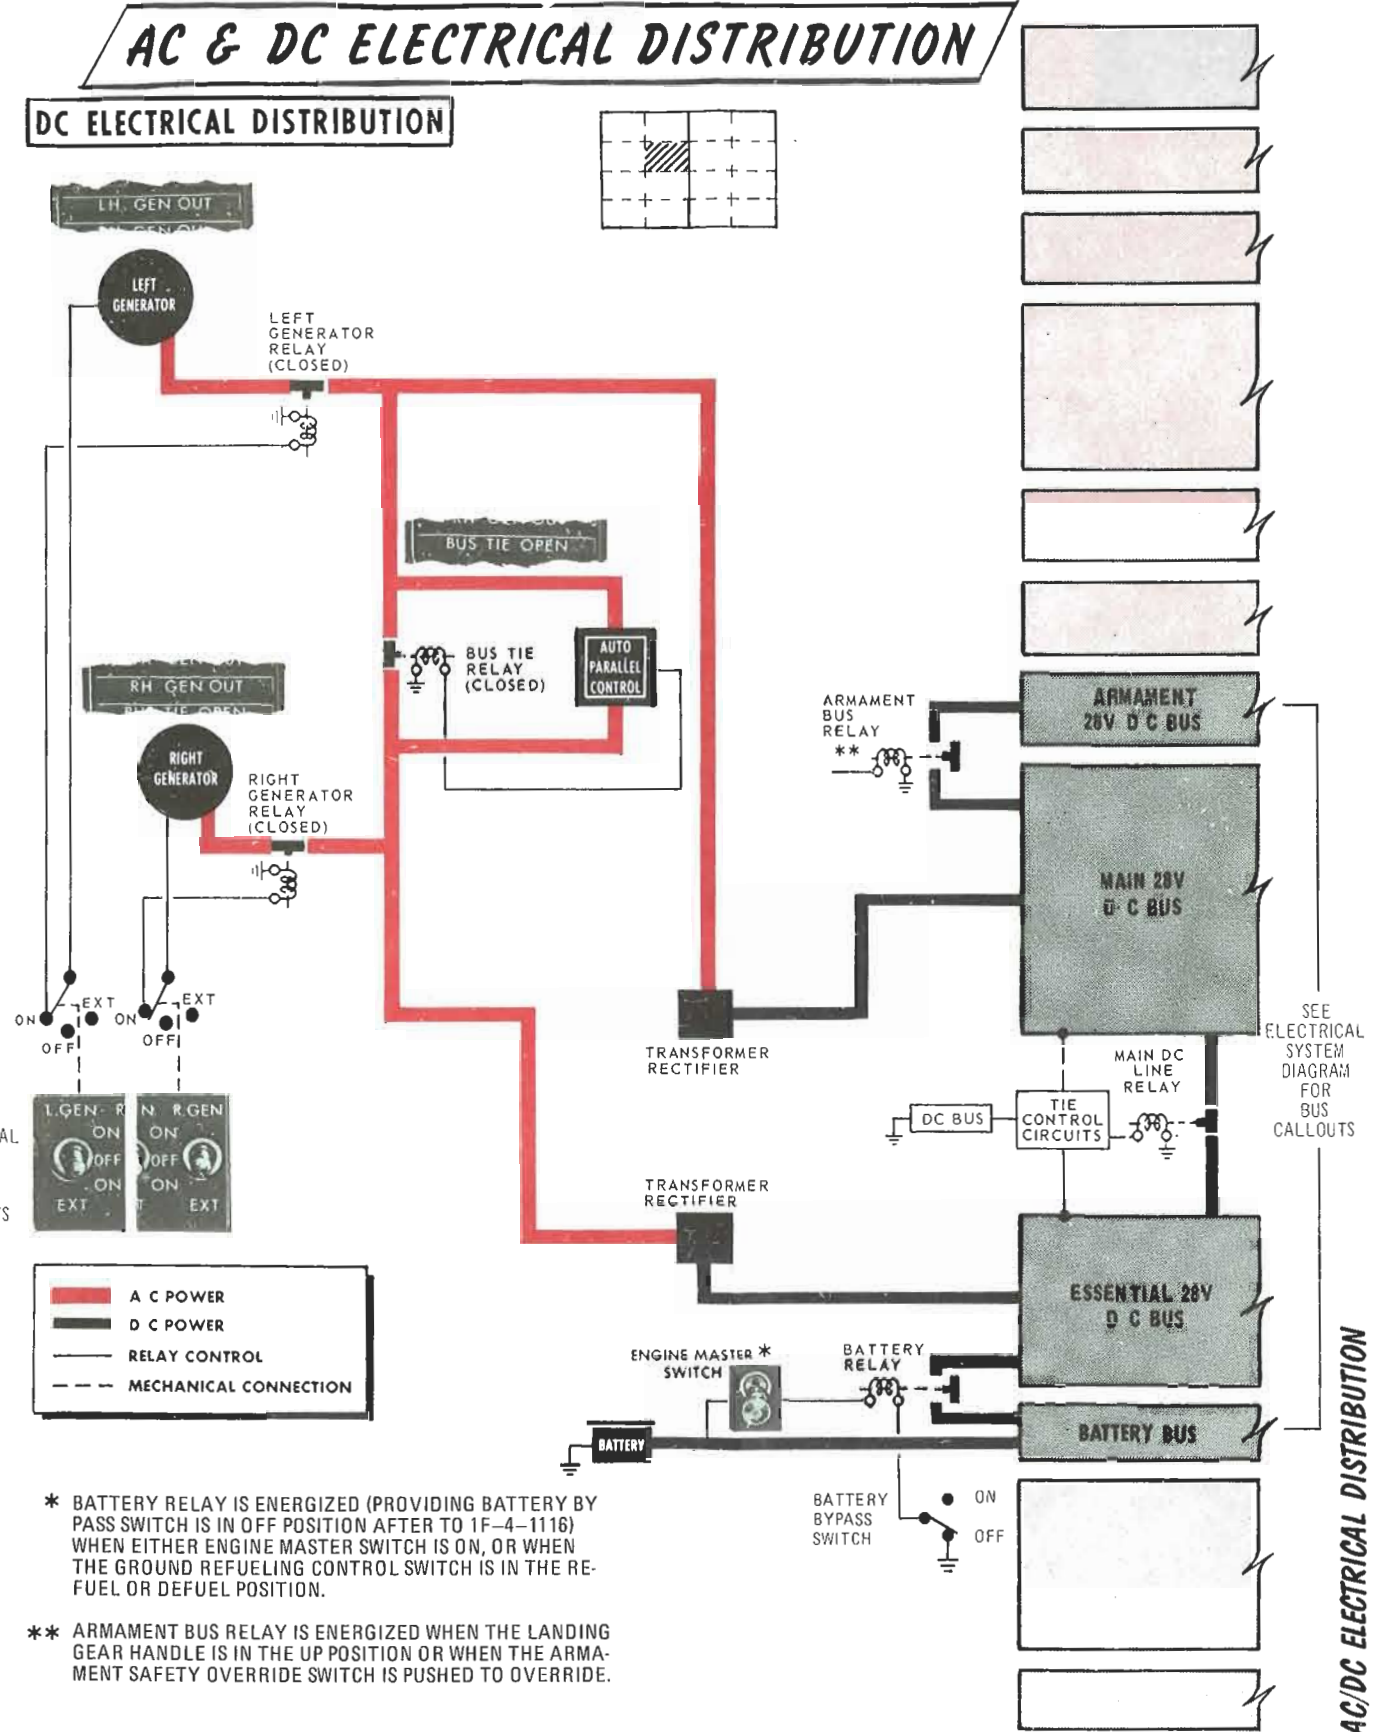 AC & DC ELECTRICAL DISTRIBUTION
DC ELECTRICAL DISTRIBUTION
LH GEN OUT
LEFT
GENERATOR
LEFT
GENERATOR
RELAY
(CLOSED)
BUS TIE OPEN
BUS TIE
RELAY
(CLOSED)
AUTO
PARALLEL
CONTROL
RH GEN OUT
BUS TIE OPEN
RIGHT
GENERATOR
RIGHT
GENERATOR
RELAY
(CLOSED)
ARMAMENT
BUS
RELAY
**
ARMAMENT
28V D C BUS
MAIN 28V
D C BUS
ON
OFF
EXT
ON
OFF
EXT
TRANSFORMER
RECTIFIER
MAIN DC
LINE
RELAY
DC BUS
TIE
CONTROL
CIRCUITS
SEE
ELECTRICAL
SYSTEM
DIAGRAM
FOR
BUS
CALLOUTS
L.GEN
R
N
R.GEN
ON
ON
OFF
OFF
ON
ON
EXT
T
EXT
AL
TS
TRANSFORMER
RECTIFIER
ESSENTIAL 28V
D C BUS
A C POWER
D C POWER
RELAY CONTROL
MECHANICAL CONNECTION
ENGINE MASTER *
SWITCH
BATTERY
RELAY
BATTERY
BATTERY BUS
BATTERY
BYPASS
SWITCH
ON
OFF
* BATTERY RELAY IS ENERGIZED (PROVIDING BATTERY BY
PASS SWITCH IS IN OFF POSITION AFTER TO 1F–4–1116)
WHEN EITHER ENGINE MASTER SWITCH IS ON, OR WHEN
THE GROUND REFUELING CONTROL SWITCH IS IN THE RE-
FUEL OR DEFUEL POSITION.
** ARMAMENT BUS RELAY IS ENERGIZED WHEN THE LANDING
GEAR HANDLE IS IN THE UP POSITION OR WHEN THE ARMA-
MENT SAFETY OVERRIDE SWITCH IS PUSHED TO OVERRIDE.
AC/DC ELECTRICAL DISTRIBUTION